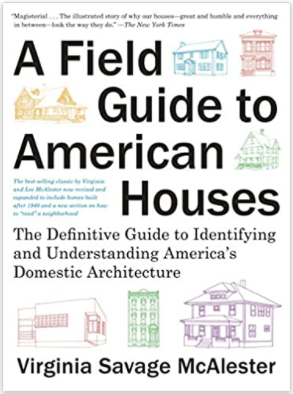 "Magisterial . . . The illustrated story of why our houses—great and humble and everything
in between—look the way they do." —The New York Times
A Field
Guide to
American
Houses
The best selling classic by Virginia
and Lee McAlester now revised and
expanded to include homes built
after 1940 and a new section on how
to "read" a neighborhood
The Definitive Guide to Identifying
and Understanding America's
Domestic Architecture
Virginia Savage McAlester